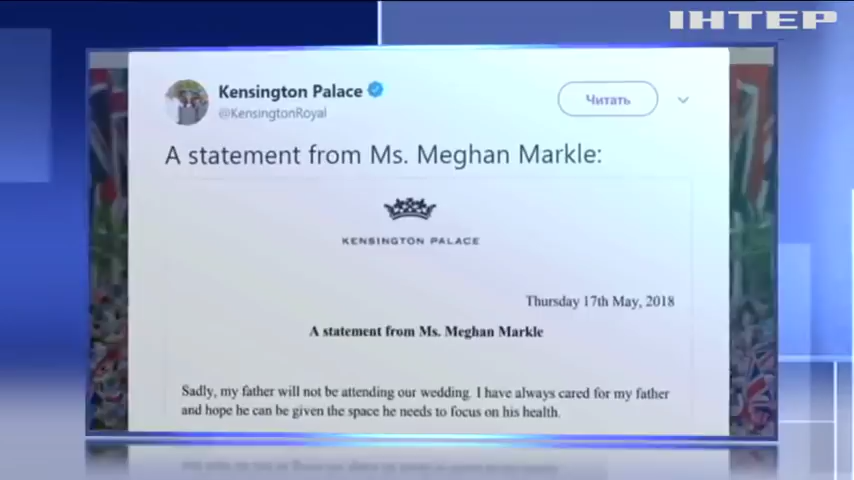 ІНТЕР
Kensington Palace
@KensingtonRoyal
Читать
A statement from Ms. Meghan Markle:
KENSINGTON PALACE
Thursday 17th May, 2018
A statement from Ms. Meghan Markle
Sadly, my father will not be attending our wedding. I have always cared for my father
and hope he can be given the space he needs to focus on his health.